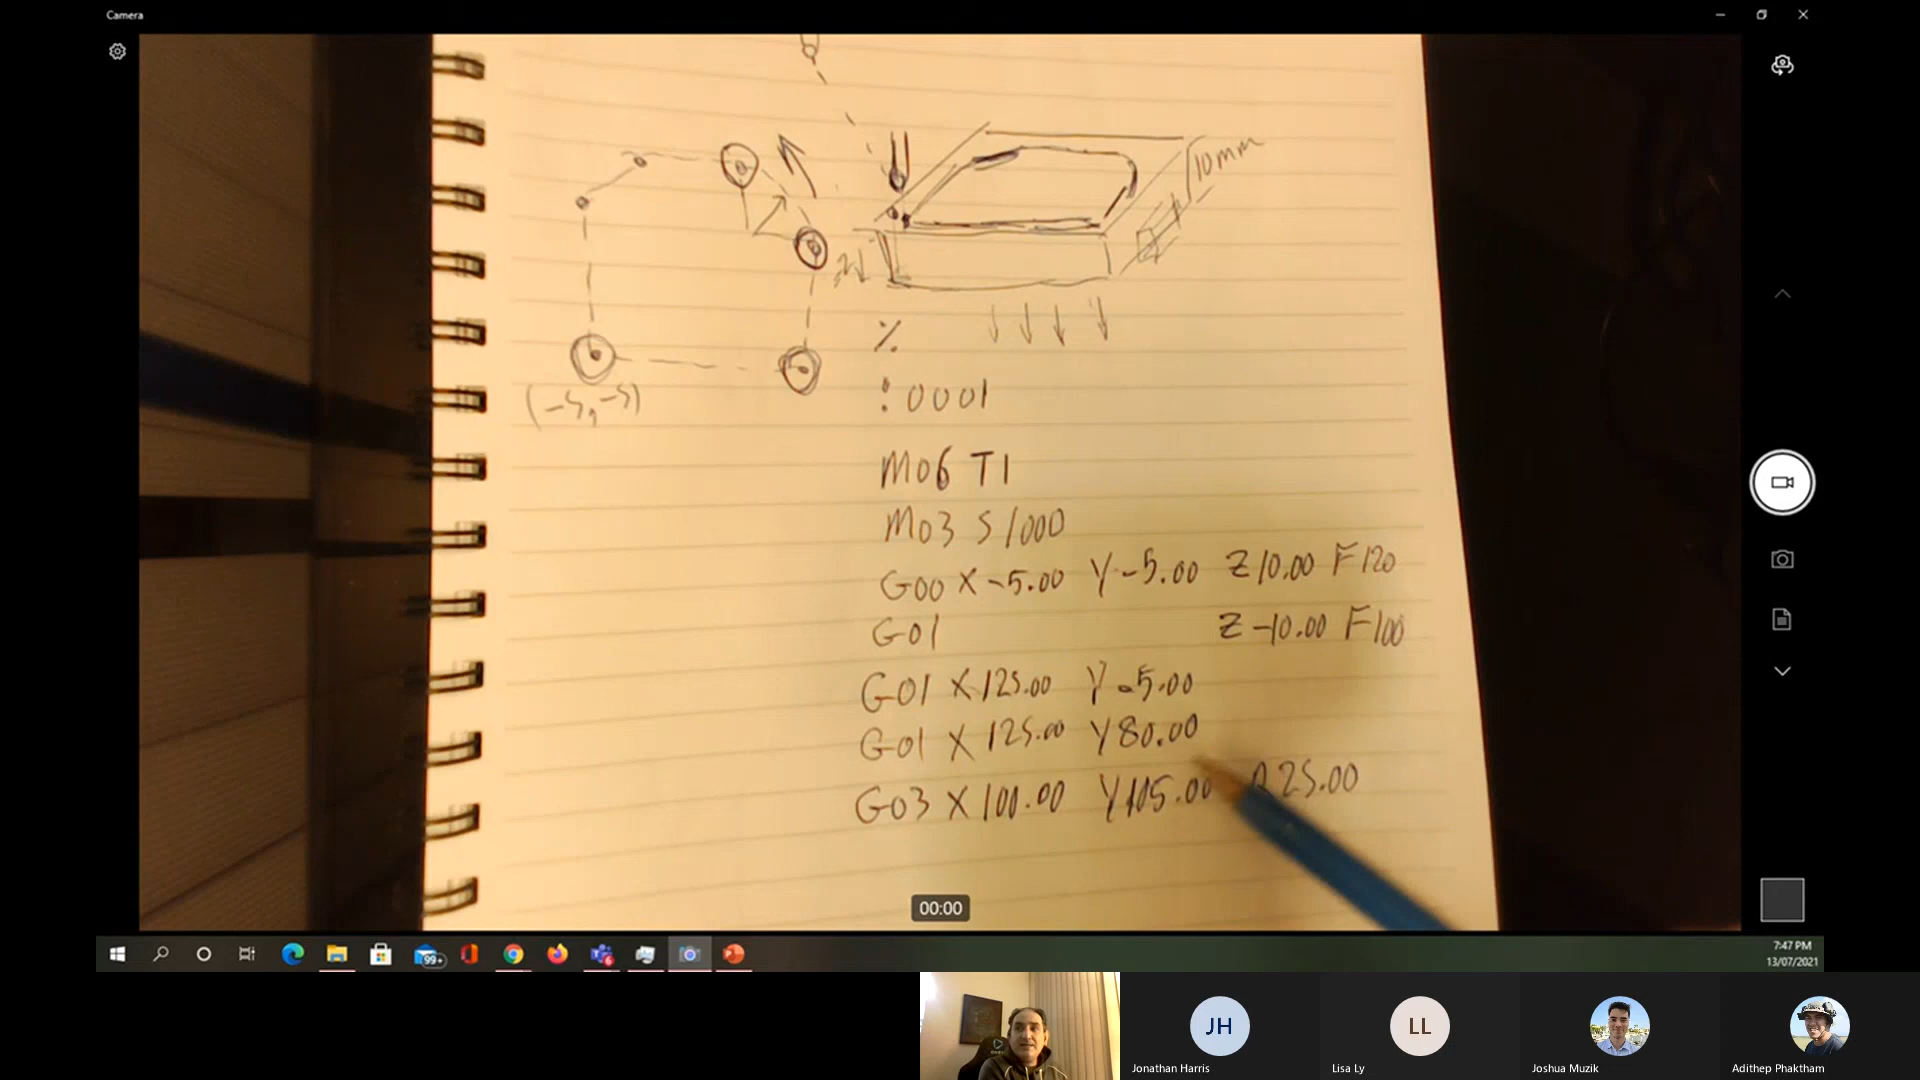 Camera
10mm
(-5,-5)
%
:0001
M06 T1
M03 S1000
G00 X-5.00 Y-5.00 Z10.00 F120
G01 Z-10.00 F100
G01 X125.00 Y-5.00
G01 X125.00 Y80.00
G03 X100.00 Y105.00 R25.00
00:00
99+
7:47 PM
13/07/2021
JH
LL
Jonathan Harris
Lisa Ly
Joshua Muzik
Adithep Phaktham